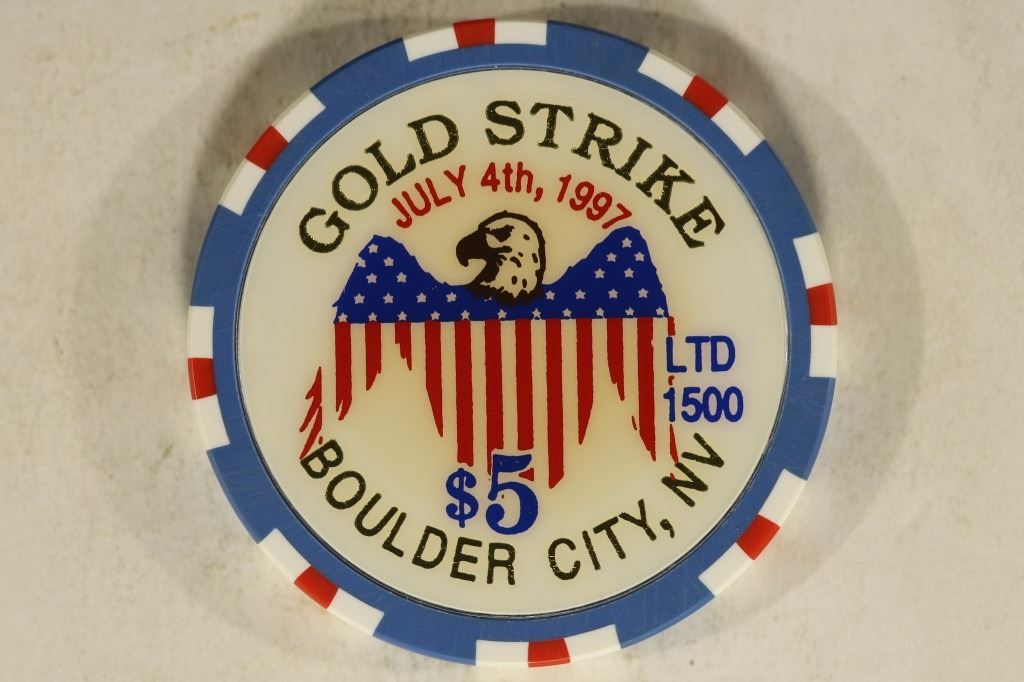 GOLD STRIKE
JULY 4th, 1997
LTD
1500
$5
BOULDER CITY, NV